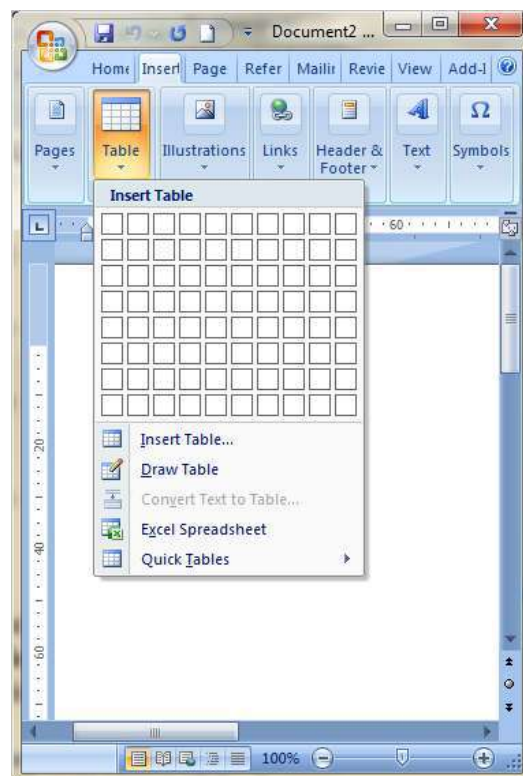 Document2 ...
Home Insert Page Refer Mailir Revie View Add-I
Pages Table Illustrations Links Header & Footer Text Symbols
Insert Table
60
Insert Table...
Draw Table
Convert Text to Table...
Excel Spreadsheet
Quick Tables
20
40
60
100%